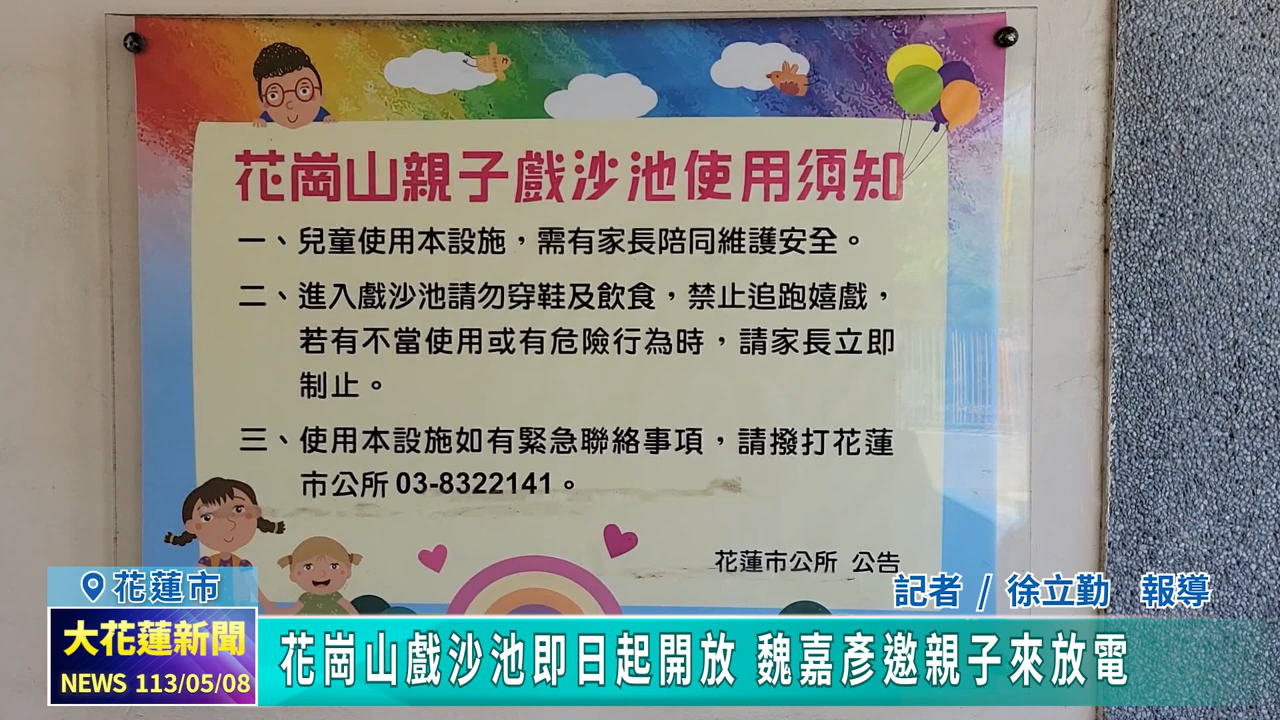 花崗山親子戲沙池使用須知
一、兒童使用本設施，需有家長陪同維護安全。
二、進入戲沙池請勿穿鞋及飲食，禁止追跑嬉戲，
若有不當使用或有危險行為時，請家長立即
制止。
三、使用本設施如有緊急聯絡事項，請撥打花蓮
市公所 03-8322141。
花蓮市公所 公告
花蓮市
記者 / 徐立勤 報導
大花蓮新聞
NEWS 113/05/08
花崗山戲沙池即日起開放 魏嘉彥邀親子來放電